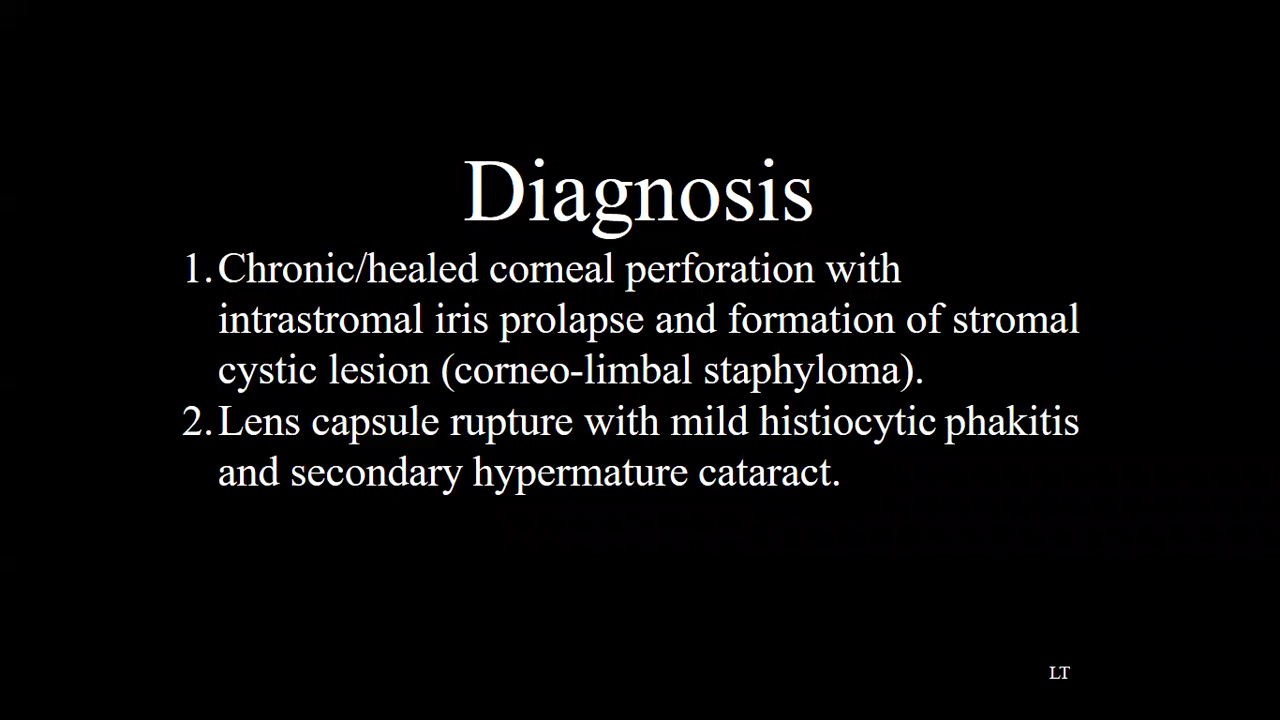 Diagnosis
1. Chronic/healed corneal perforation with
intrastromal iris prolapse and formation of stromal
cystic lesion (corneo-limbal staphyloma).
2. Lens capsule rupture with mild histiocytic phakitis
and secondary hypermature cataract.
LT